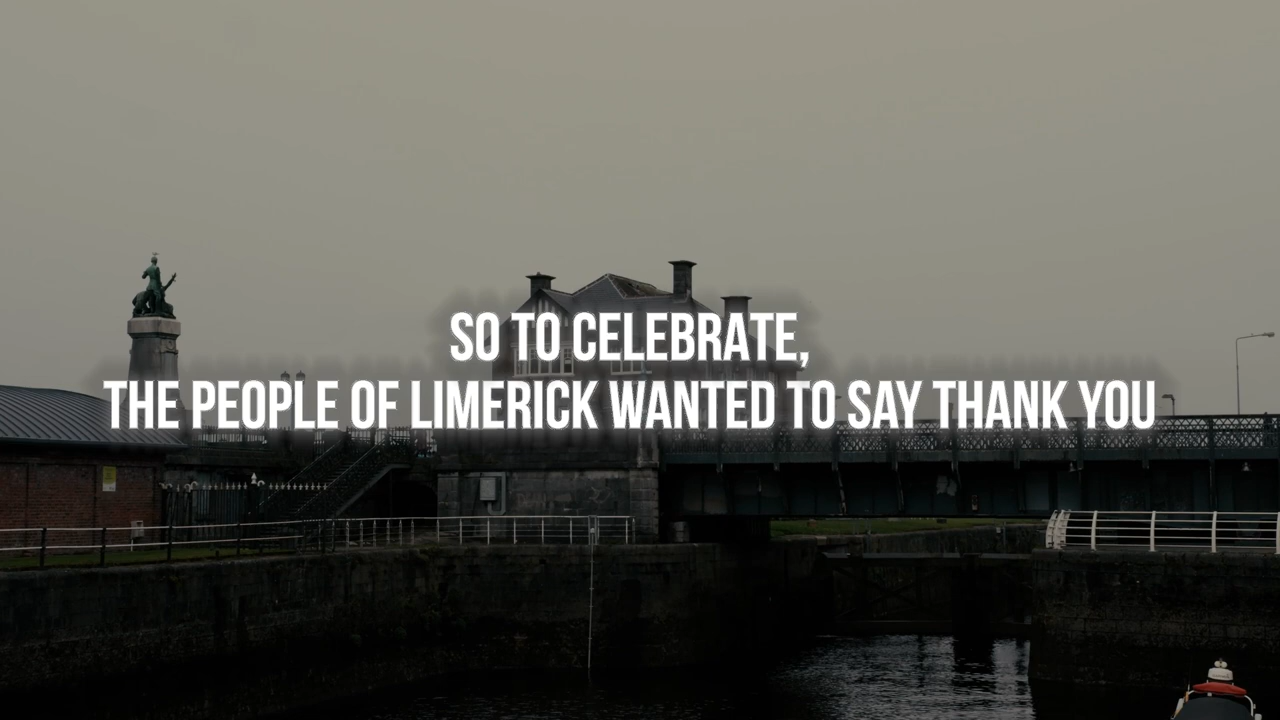 SO TO CELEBRATE,
THE PEOPLE OF LIMERICK WANTED TO SAY THANK YOU